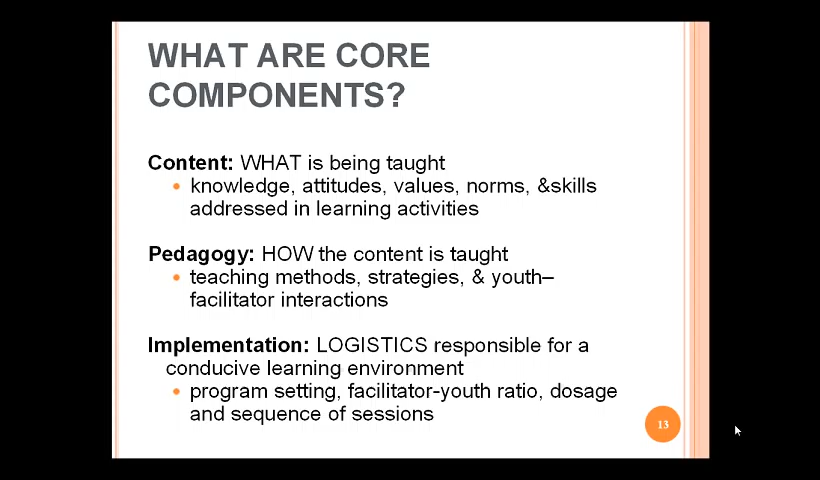 WHAT ARE CORE
COMPONENTS?
Content: WHAT is being taught
• knowledge, attitudes, values, norms, &skills
addressed in learning activities
Pedagogy: HOW the content is taught
• teaching methods, strategies, & youth–
facilitator interactions
Implementation: LOGISTICS responsible for a
conducive learning environment
• program setting, facilitator-youth ratio, dosage
and sequence of sessions
13